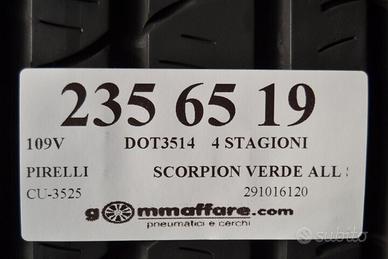 235 65 19
109V DOT3514 4 STAGIONI
PIRELLI SCORPION VERDE ALL
CU-3525 291016120
gommaffare.com
pneumatici e cerchi
subito